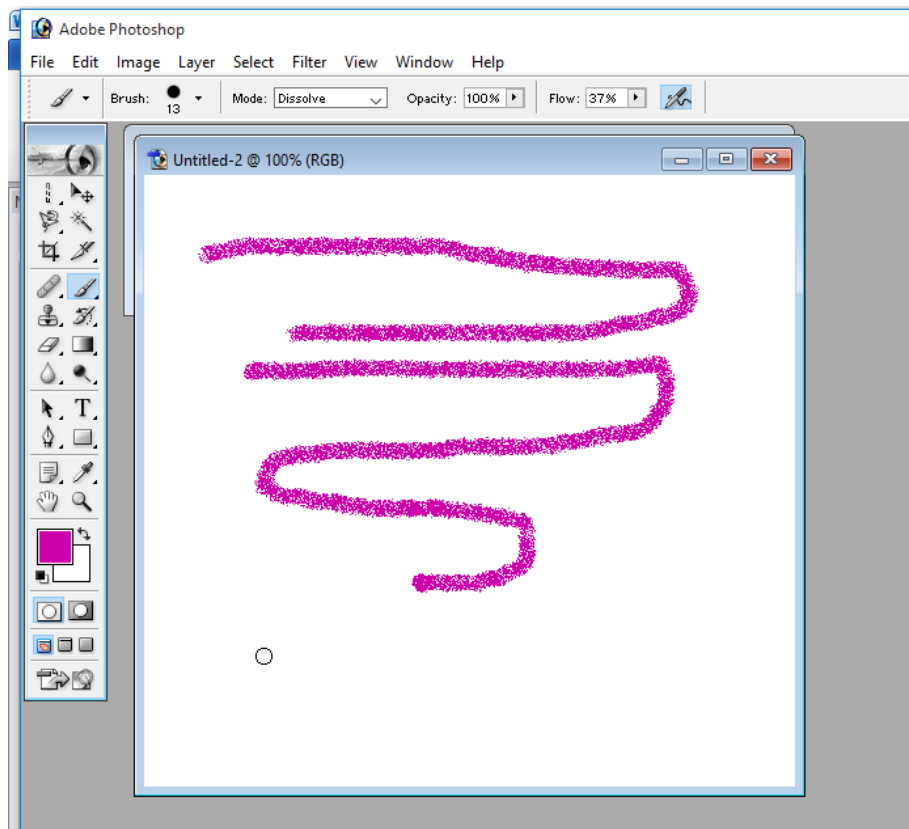 Adobe Photoshop
File Edit Image Layer Select Filter View Window Help
Brush: 13 Mode: Dissolve Opacity: 100% Flow: 37%
Untitled-2 @ 100% (RGB)
T